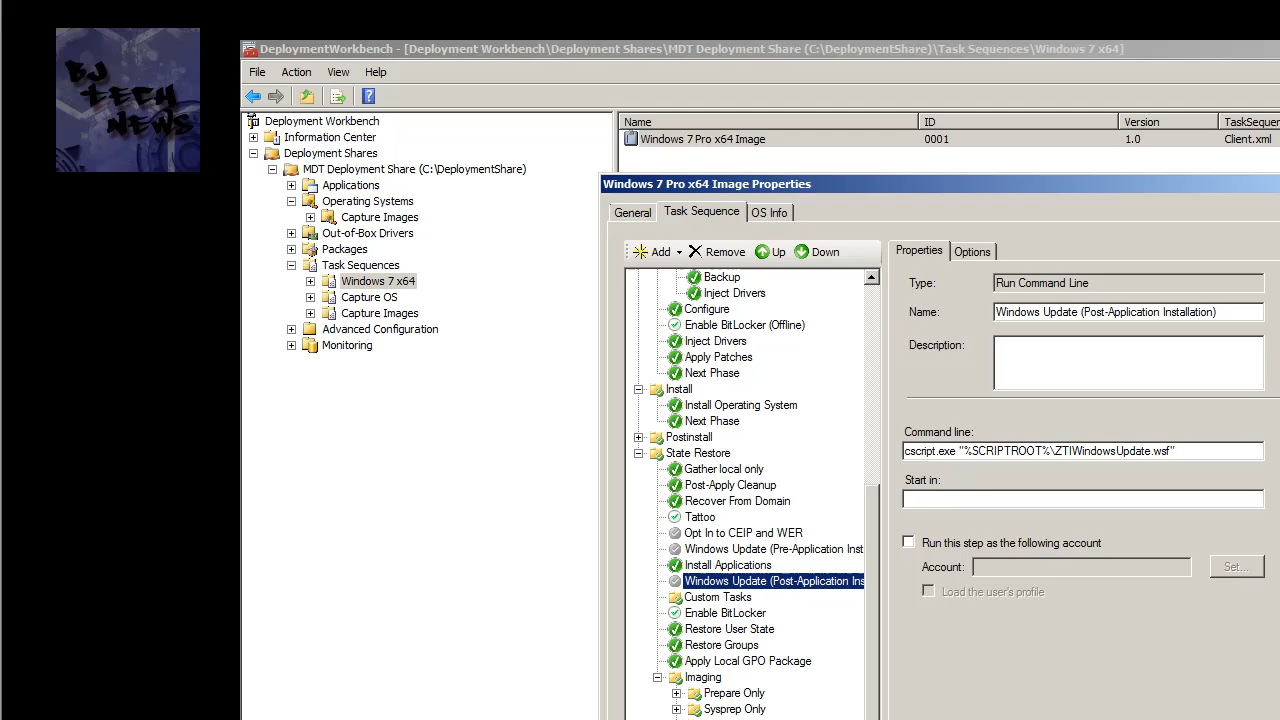 BJ
TECH
NEWS
DeploymentWorkbench - [Deployment Workbench\Deployment Shares\MDT Deployment Share (C:\DeploymentShare)\Task Sequences\Windows 7 x64]
File Action View Help
Deployment Workbench
Information Center
Deployment Shares
MDT Deployment Share (C:\DeploymentShare)
Applications
Operating Systems
Capture Images
Out-of-Box Drivers
Packages
Task Sequences
Windows 7 x64
Capture OS
Capture Images
Advanced Configuration
Monitoring
Name ID Version TaskSequen
Windows 7 Pro x64 Image 0001 1.0 Client.xml
Windows 7 Pro x64 Image Properties
General Task Sequence OS Info
Add Remove Up Down
Backup
Inject Drivers
Configure
Enable BitLocker (Offline)
Inject Drivers
Apply Patches
Next Phase
Install
Install Operating System
Next Phase
Postinstall
State Restore
Gather local only
Post-Apply Cleanup
Recover From Domain
Tattoo
Opt In to CEIP and WER
Windows Update (Pre-Application Inst
Install Applications
Windows Update (Post-Application Ins
Custom Tasks
Enable BitLocker
Restore User State
Restore Groups
Apply Local GPO Package
Imaging
Prepare Only
Sysprep Only
Properties Options
Type: Run Command Line
Name: Windows Update (Post-Application Installation)
Description:
Command line:
cscript.exe "%SCRIPTROOT%\ZTIWindowsUpdate.wsf"
Start in:
Run this step as the following account
Account: Set...
Load the user's profile